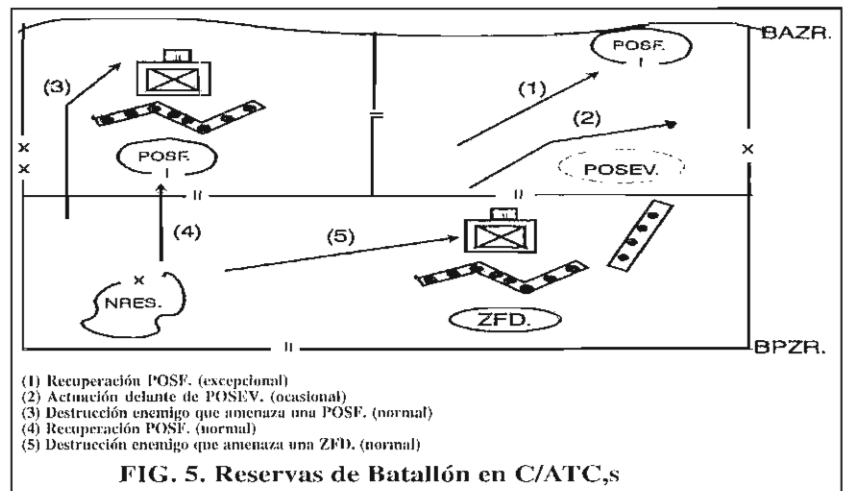 BAZR.
POSF.
(3)
(1)
(2)
POSF.
POSEV.
(4)
(5)
NRES.
ZFD.
BPZR.
(1) Recuperación POSF. (excepcional)
(2) Actuación delante de POSEV. (ocasional)
(3) Destrucción enemigo que amenaza una POSF. (normal)
(4) Recuperación POSF. (normal)
(5) Destrucción enemigo que amenaza una ZFD. (normal)
FIG. 5. Reservas de Batallón en C/ATC,s